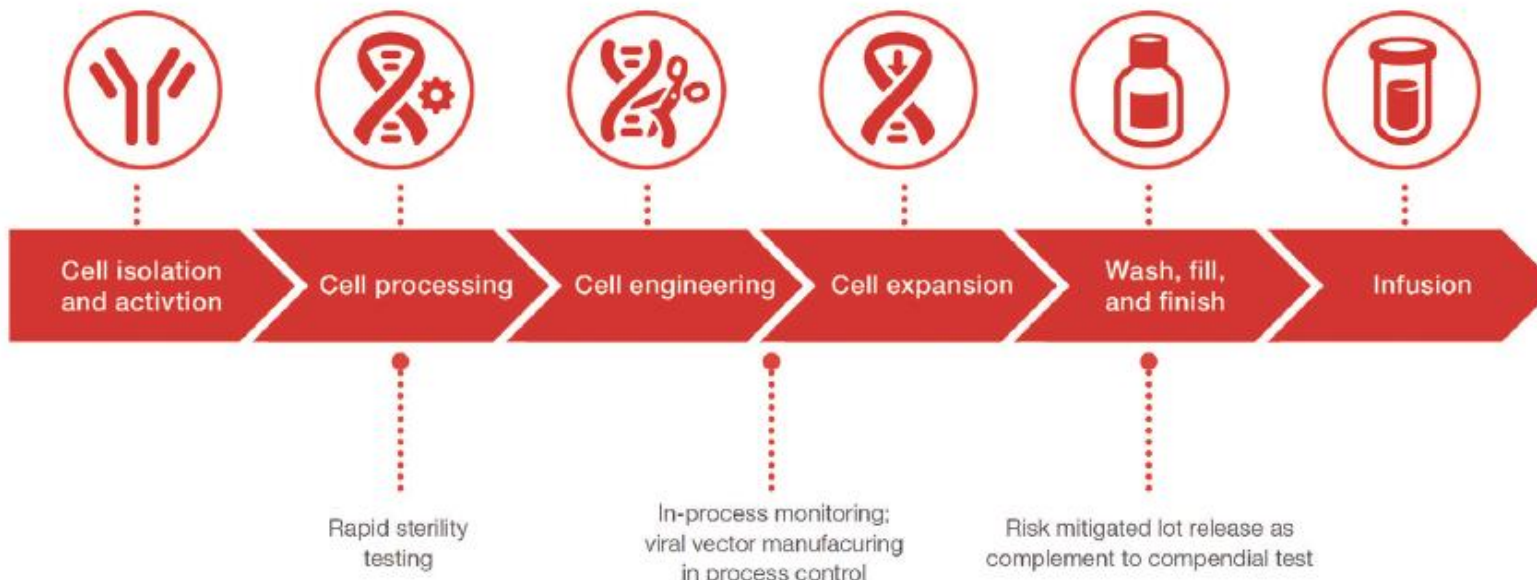 Cell isolation
and activtion
Cell processing
Cell engineering
Cell expansion
Wash, fill,
and finish
Infusion
Rapid sterility
testing
In-process monitoring;
viral vector manufacuring
in process control
Risk mitigated lot release as
complement to compendial test